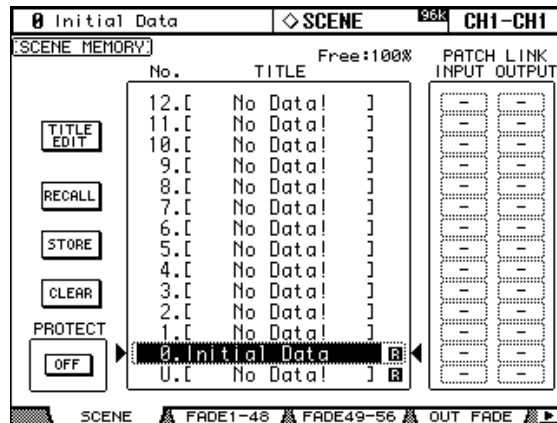 0 Initial Data ◇SCENE 96k CH1-CH1
SCENE MEMORY
Free:100% PATCH LINK
No. TITLE INPUT OUTPUT
12.[ No Data! ] - -
11.[ No Data! ] - -
10.[ No Data! ] - -
9.[ No Data! ] - -
8.[ No Data! ] - -
7.[ No Data! ] - -
6.[ No Data! ] - -
5.[ No Data! ] - -
4.[ No Data! ] - -
3.[ No Data! ] - -
2.[ No Data! ] - -
1.[ No Data! ] - -
0.Initial Data R - -
U.[ No Data! ] R - -
TITLE EDIT
RECALL
STORE
CLEAR
PROTECT
OFF
SCENE FADE1-48 FADE49-56 OUT FADE